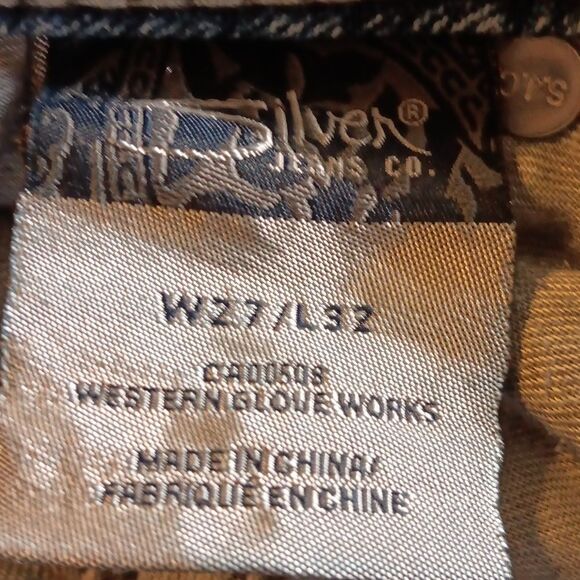 Silver®
JEANS CO.
S.J.C
W27/L32
CA00508
WESTERN GLOVE WORKS
MADE IN CHINA/
FABRIQUÉ EN CHINE